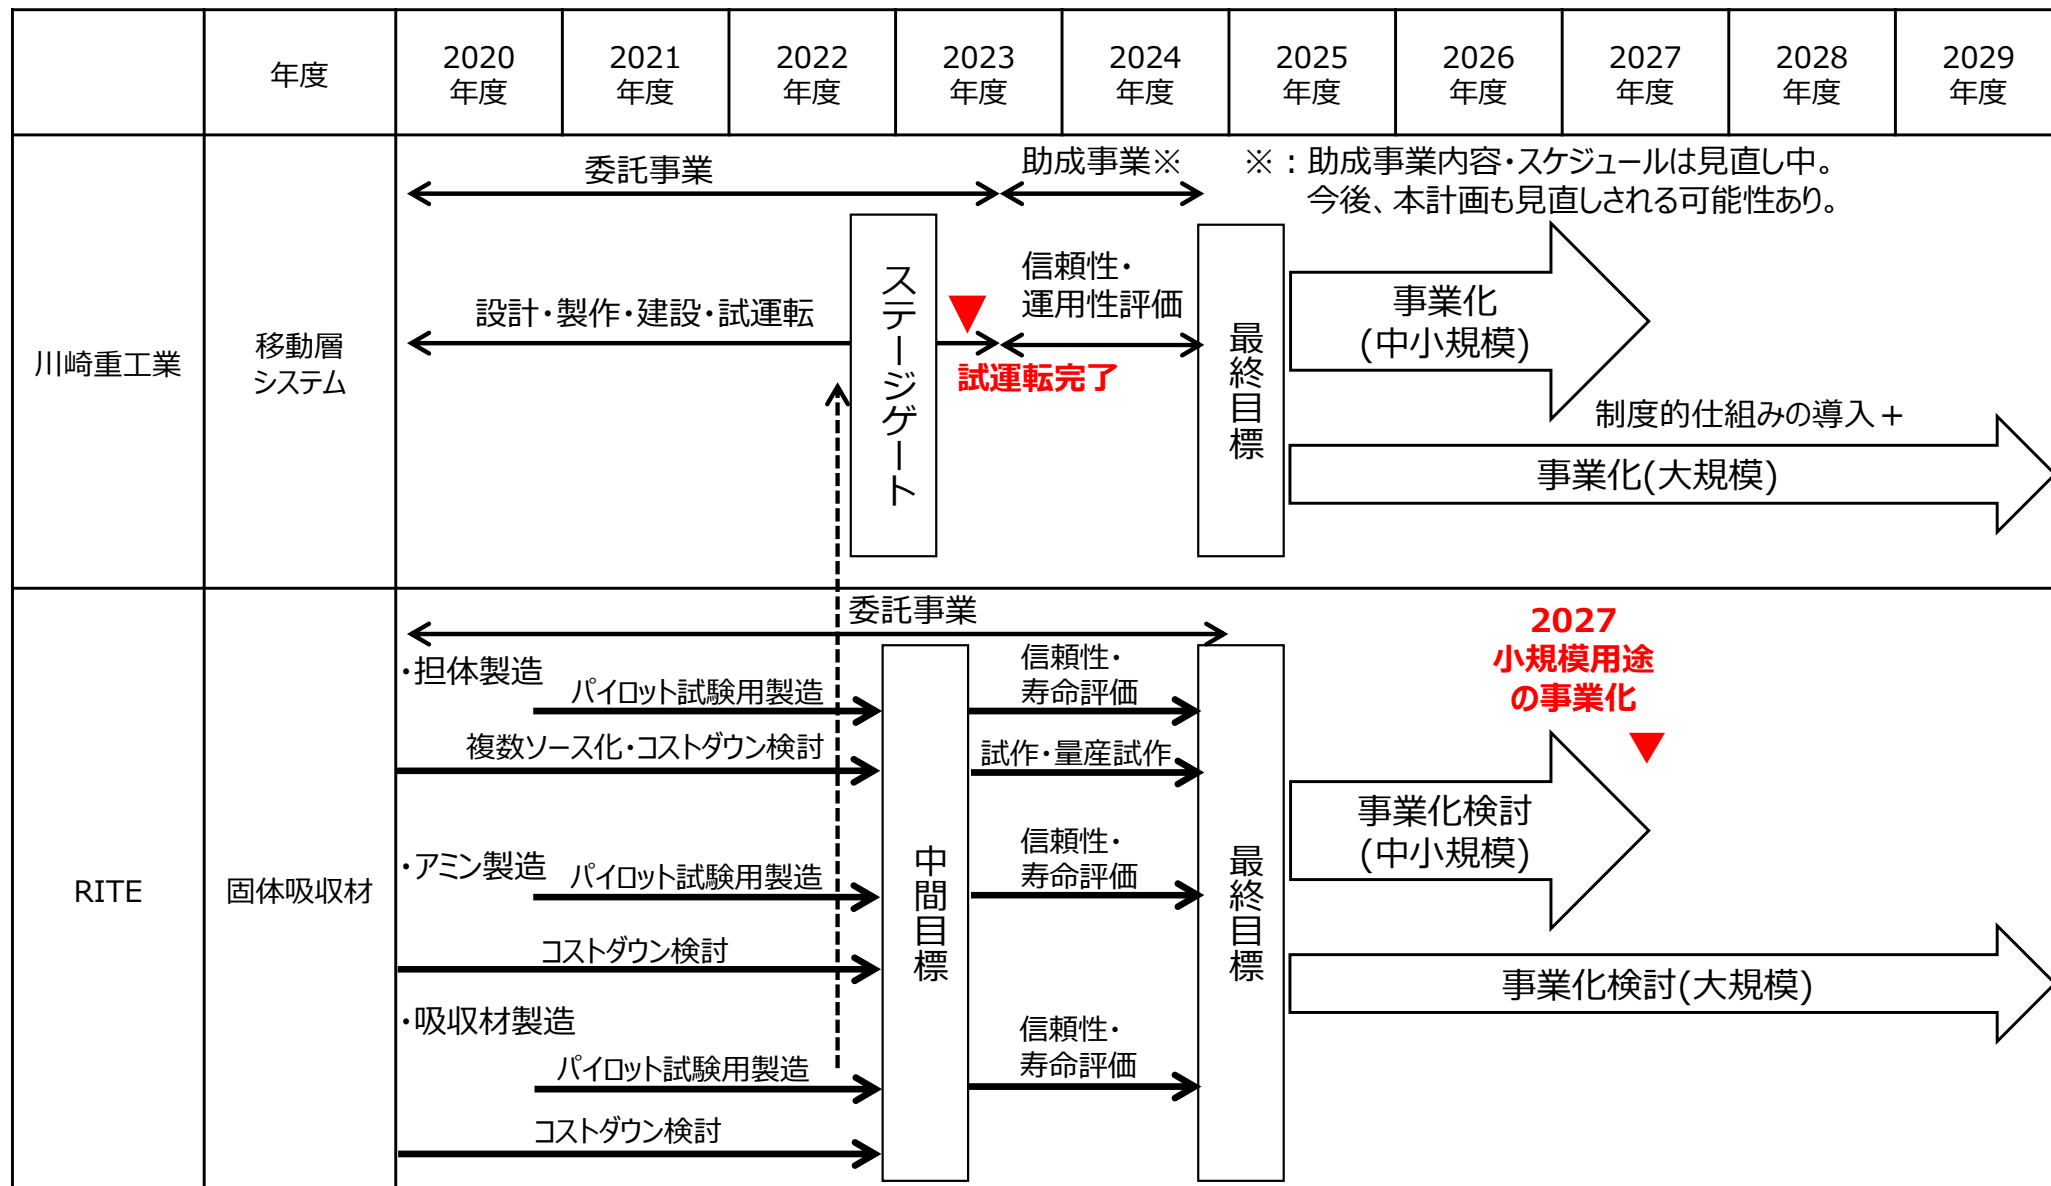 年度
2020
年度
2021
年度
2022
年度
2023
年度
2024
年度
2025
年度
2026
年度
2027
年度
2028
年度
2029
年度
川崎重工業
移動層
システム
委託事業
助成事業※
※：助成事業内容・スケジュールは見直し中。
今後、本計画も見直しされる可能性あり。
設計・製作・建設・試運転
ステージゲート
試運転完了
信頼性・
運用性評価
最終目標
事業化
(中小規模)
制度的仕組みの導入＋
事業化(大規模)
RITE
固体吸収材
委託事業
・担体製造
パイロット試験用製造
複数ソース化・コストダウン検討
・アミン製造
パイロット試験用製造
コストダウン検討
・吸収材製造
パイロット試験用製造
コストダウン検討
中間目標
信頼性・
寿命評価
試作・量産試作
信頼性・
寿命評価
信頼性・
寿命評価
最終目標
2027
小規模用途
の事業化
事業化検討
(中小規模)
事業化検討(大規模)